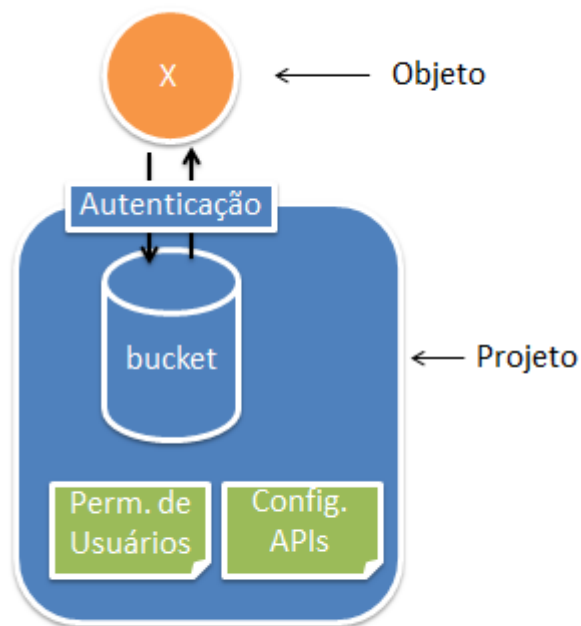 X
Objeto
Autenticação
bucket
Projeto
Perm. de
Usuários
Config.
APIs